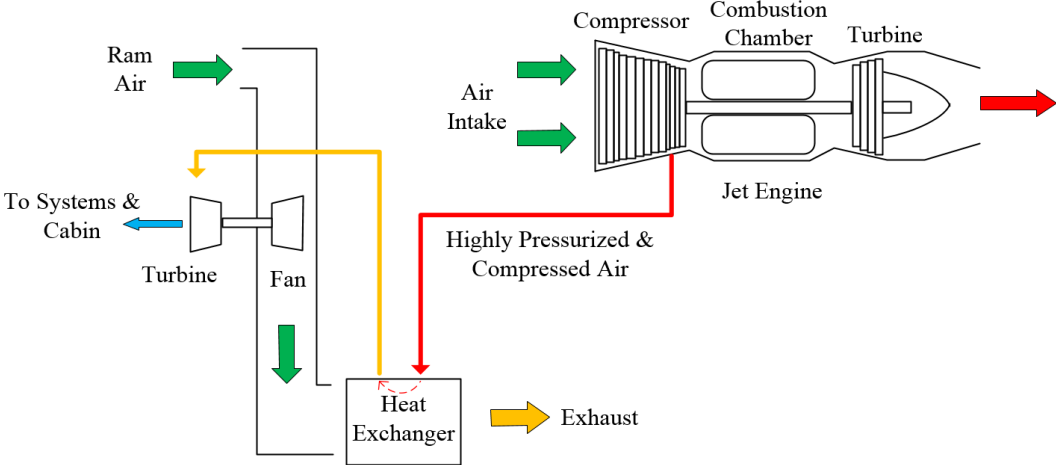 Ram
Air
Compressor
Combustion
Chamber
Turbine
Air
Intake
Jet Engine
To Systems &
Cabin
Turbine
Fan
Highly Pressurized &
Compressed Air
Heat
Exchanger
Exhaust